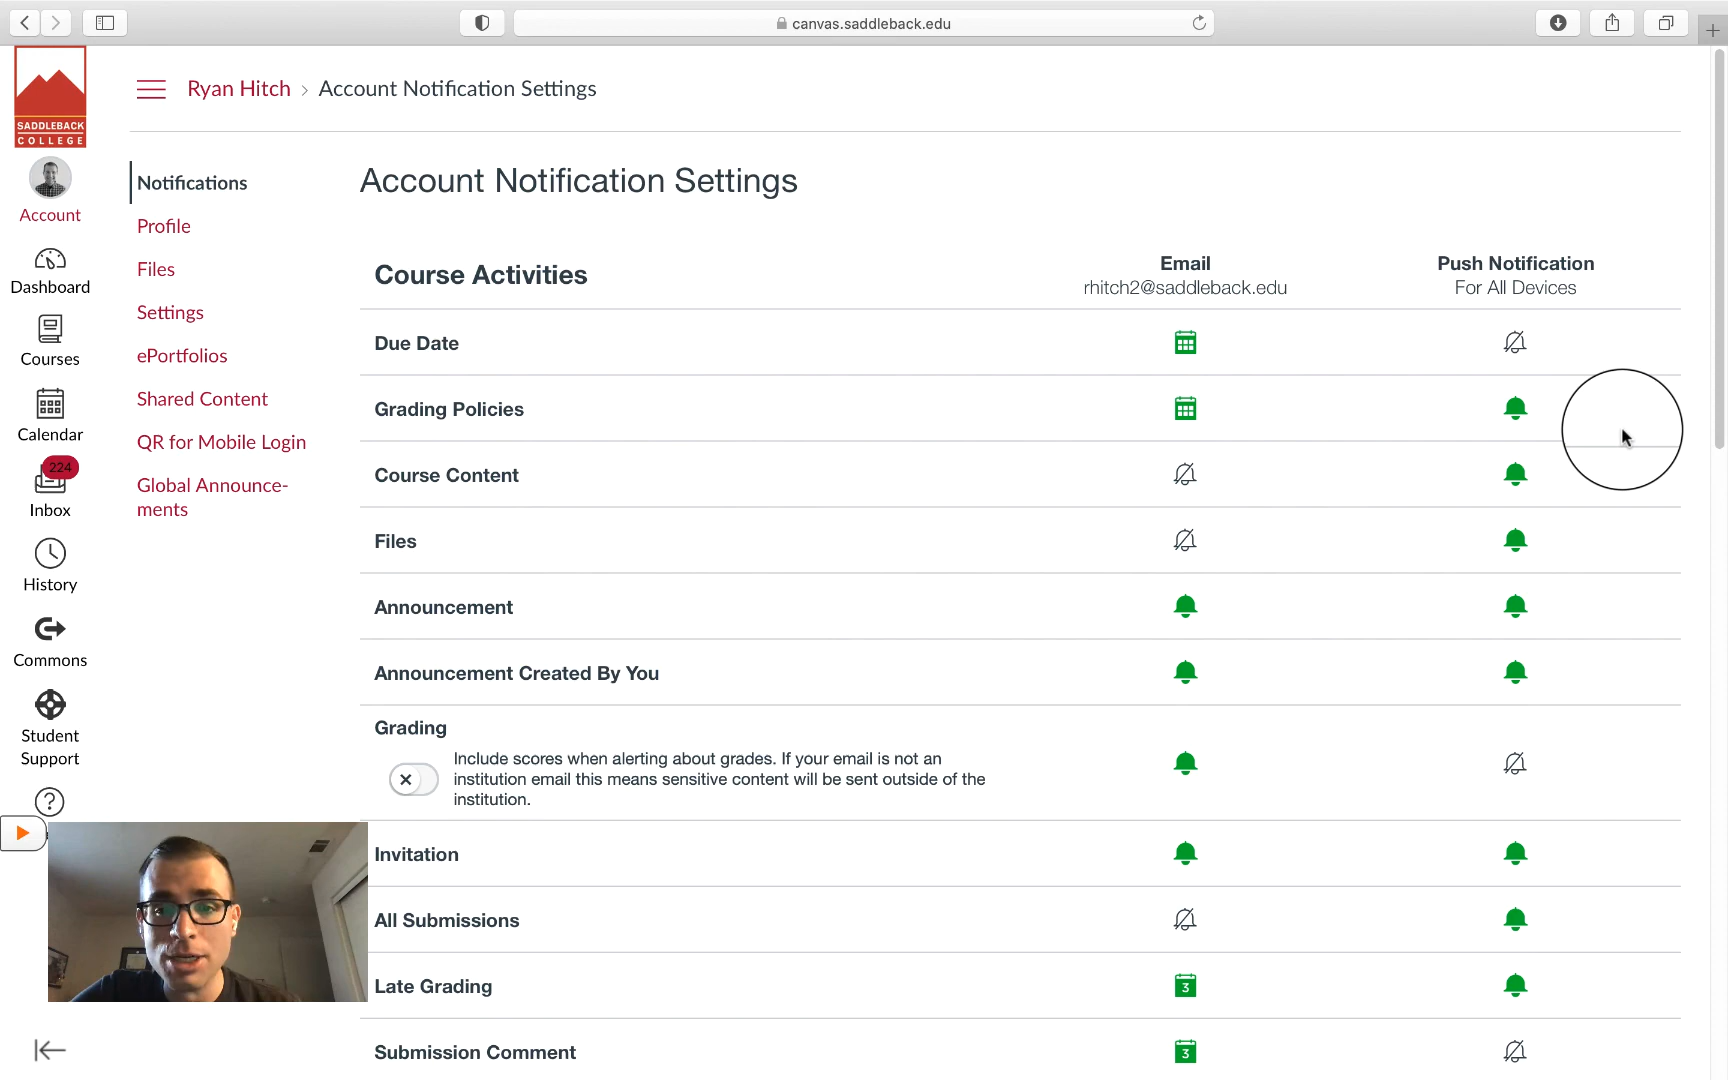 canvas.saddleback.edu
SADDLEBACK
COLLEGE
Ryan Hitch › Account Notification Settings
Account
Dashboard
Courses
Calendar
224
Inbox
History
Commons
Student
Support
Notifications
Profile
Files
Settings
ePortfolios
Shared Content
QR for Mobile Login
Global Announce-
ments
Account Notification Settings
Course Activities
Email
rhitch2@saddleback.edu
Push Notification
For All Devices
Due Date
Grading Policies
Course Content
Files
Announcement
Announcement Created By You
Grading
Include scores when alerting about grades. If your email is not an
institution email this means sensitive content will be sent outside of the
institution.
Invitation
All Submissions
Late Grading
3
Submission Comment
3